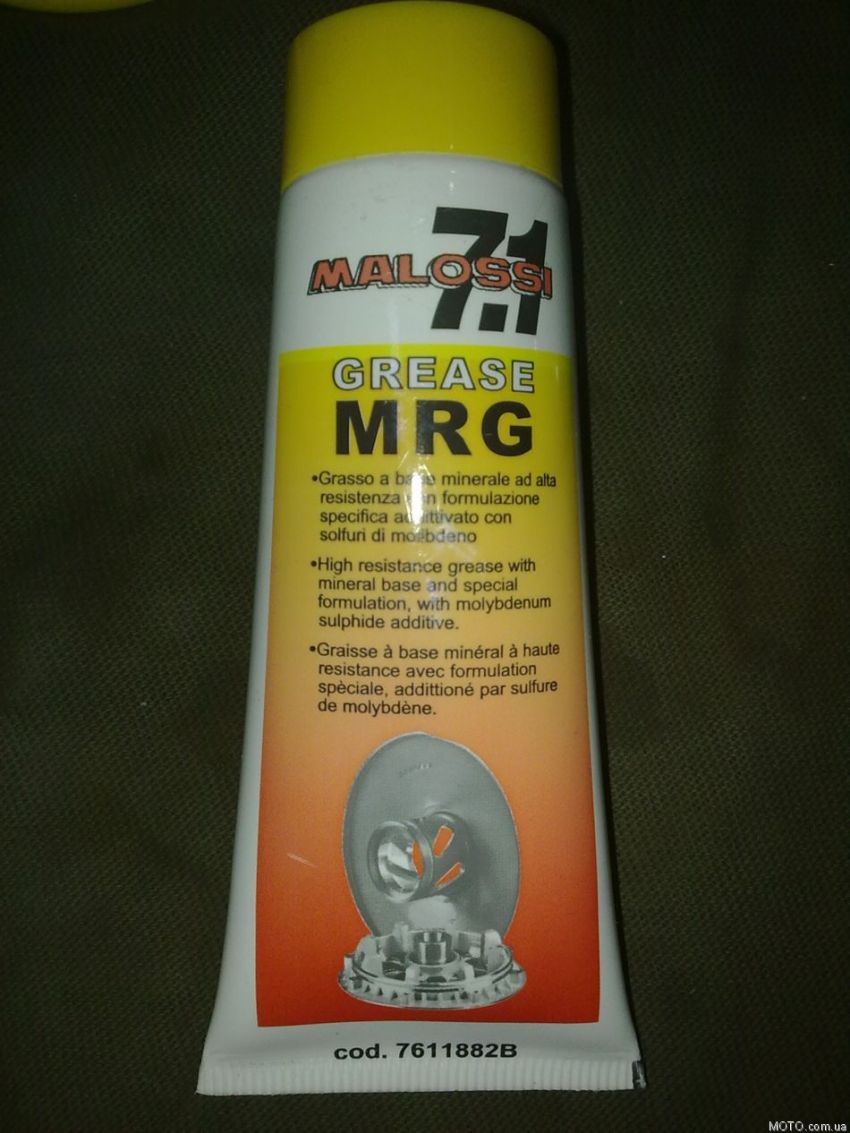 7.1
MALOSSI
GREASE
MRG
•Grasso a base minerale ad alta
resistenza con formulazione
specifica addittivato con
solfuri di molibdeno
•High resistance grease with
mineral base and special
formulation, with molybdenum
sulphide additive.
•Graisse à base minéral à haute
resistance avec formulation
spèciale, addittioné par sulfure
de molybdène.
cod. 7611882B
MOTO.com.ua